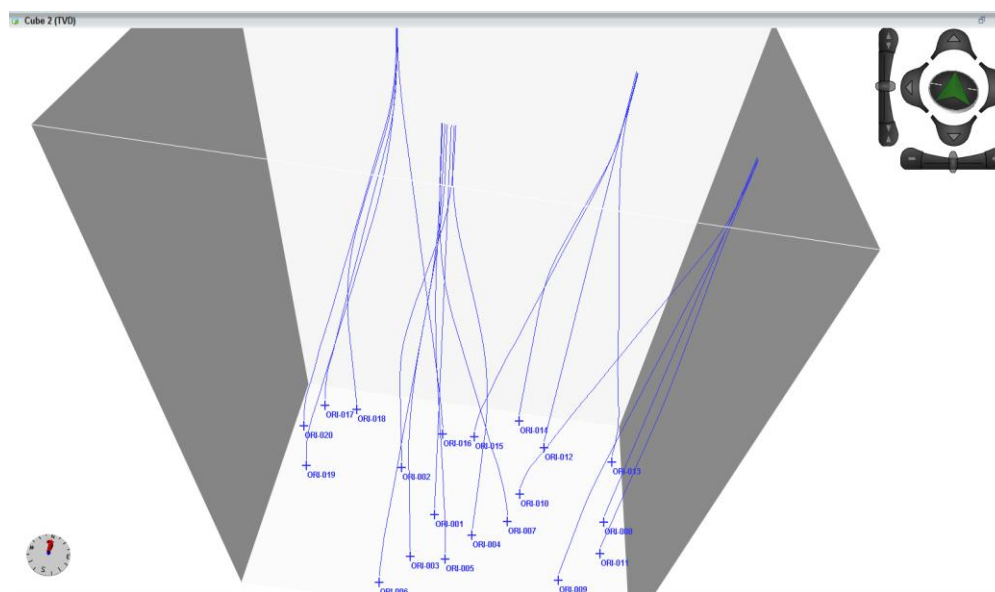 Cube 2 (TVD)
ORI-017
ORI-018
ORI-020
ORI-014
ORI-016
ORI-015
ORI-012
ORI-019
ORI-002
ORI-013
ORI-010
ORI-001
ORI-007
ORI-008
ORI-004
ORI-003
ORI-005
ORI-011
ORI-006
ORI-009